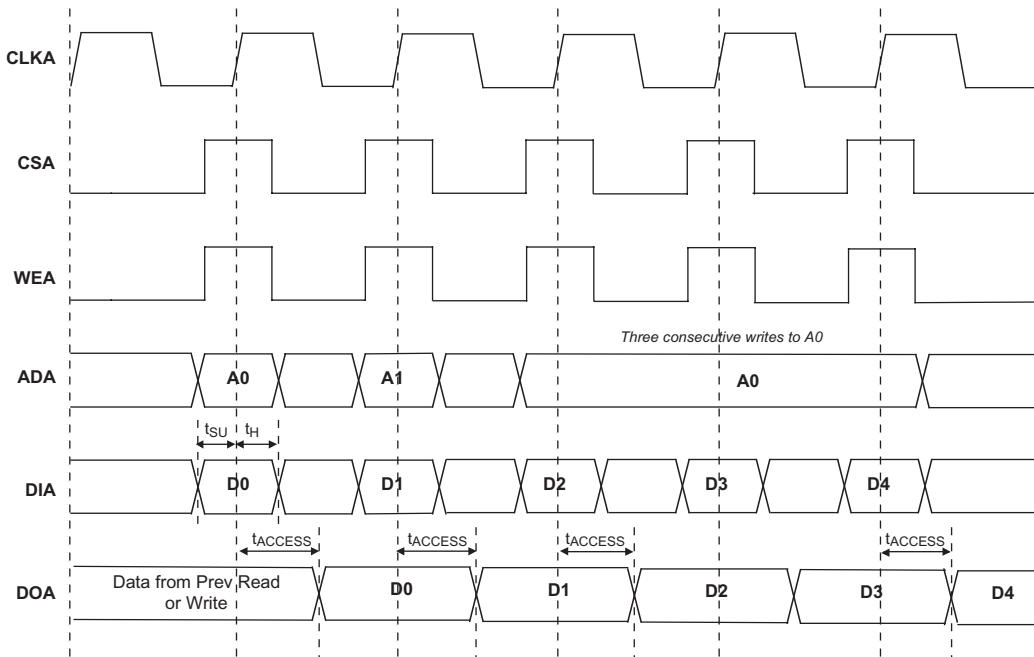 CLKA
CSA
WEA
Three consecutive writes to A0
ADA
A0
A1
A0
tSU
tH
DIA
D0
D1
D2
D3
D4
tACCESS
tACCESS
tACCESS
tACCESS
DOA
Data from Prev Read
or Write
D0
D1
D2
D3
D4